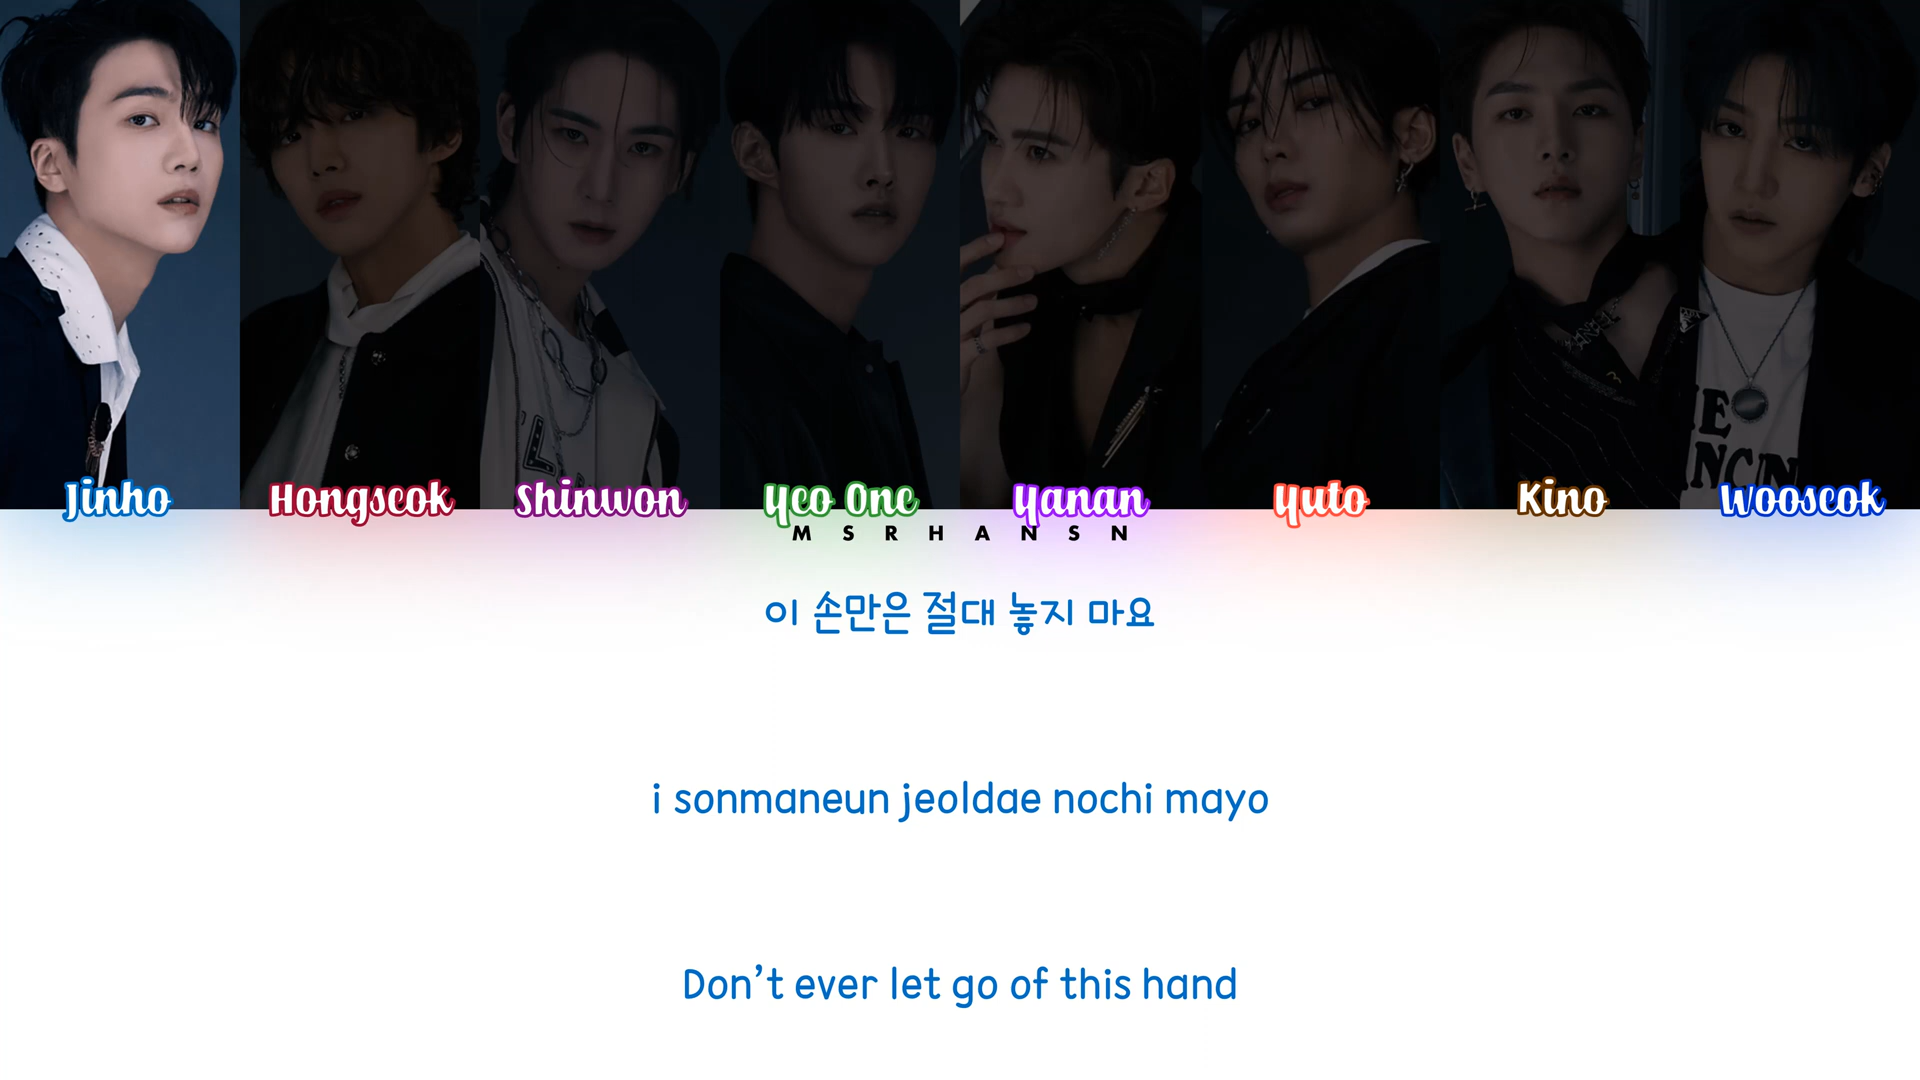 Jinho Hongseok Shinwon Yeo One Yanan Yuto Kino Wooseok
MSRHANSN
이 손만은 절대 놓지 마요
i sonmaneun jeoldae nochi mayo
Don't ever let go of this hand